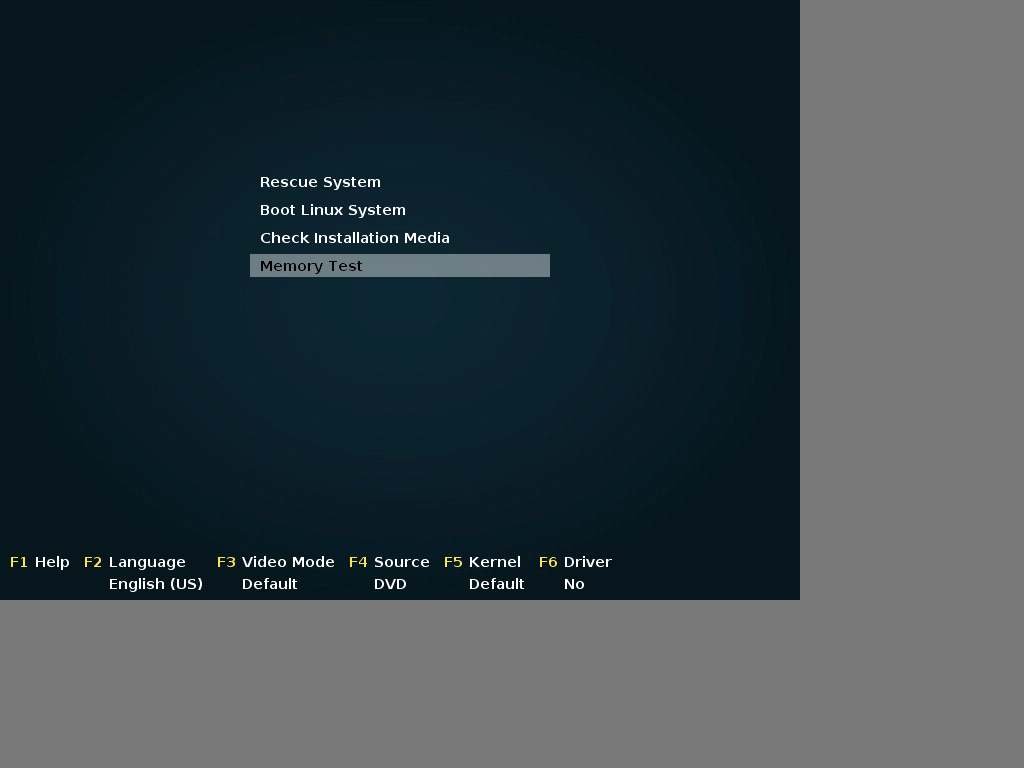 Rescue System
Boot Linux System
Check Installation Media
Memory Test
F1 Help F2 Language F3 Video Mode F4 Source F5 Kernel F6 Driver
English (US) Default DVD Default No